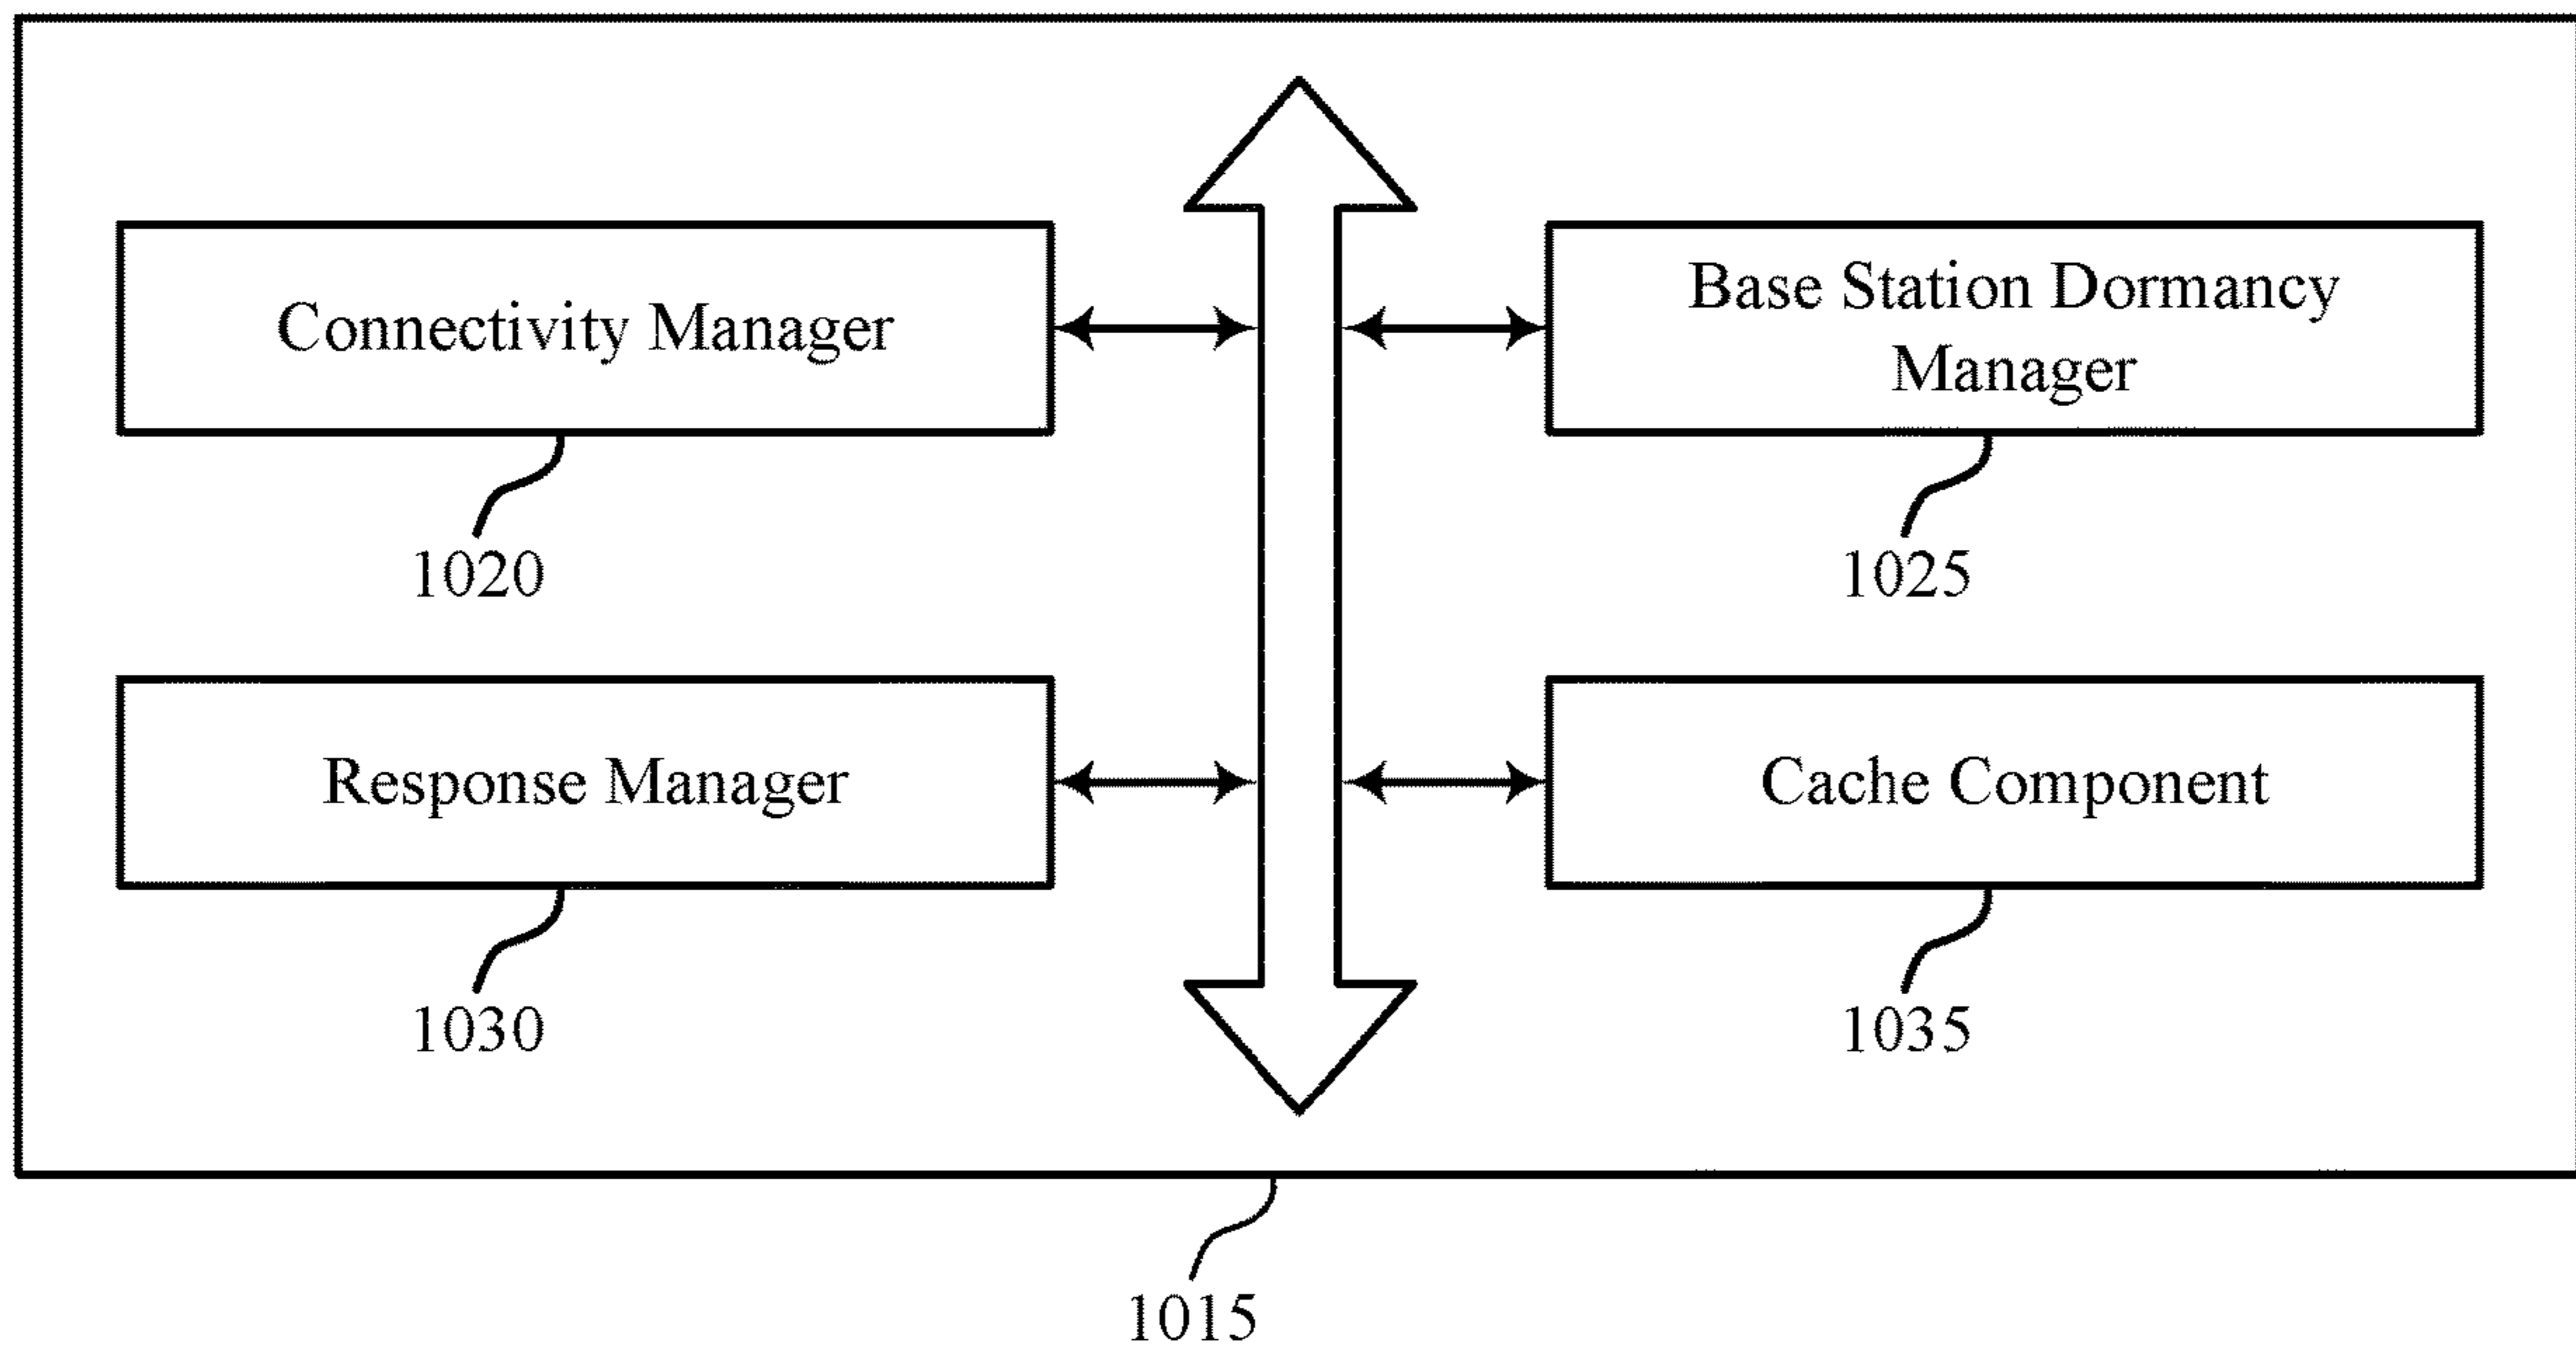 Connectivity Manager
Base Station Dormancy
Manager
1020
1025
Response Manager
Cache Component
1030
1035
1015